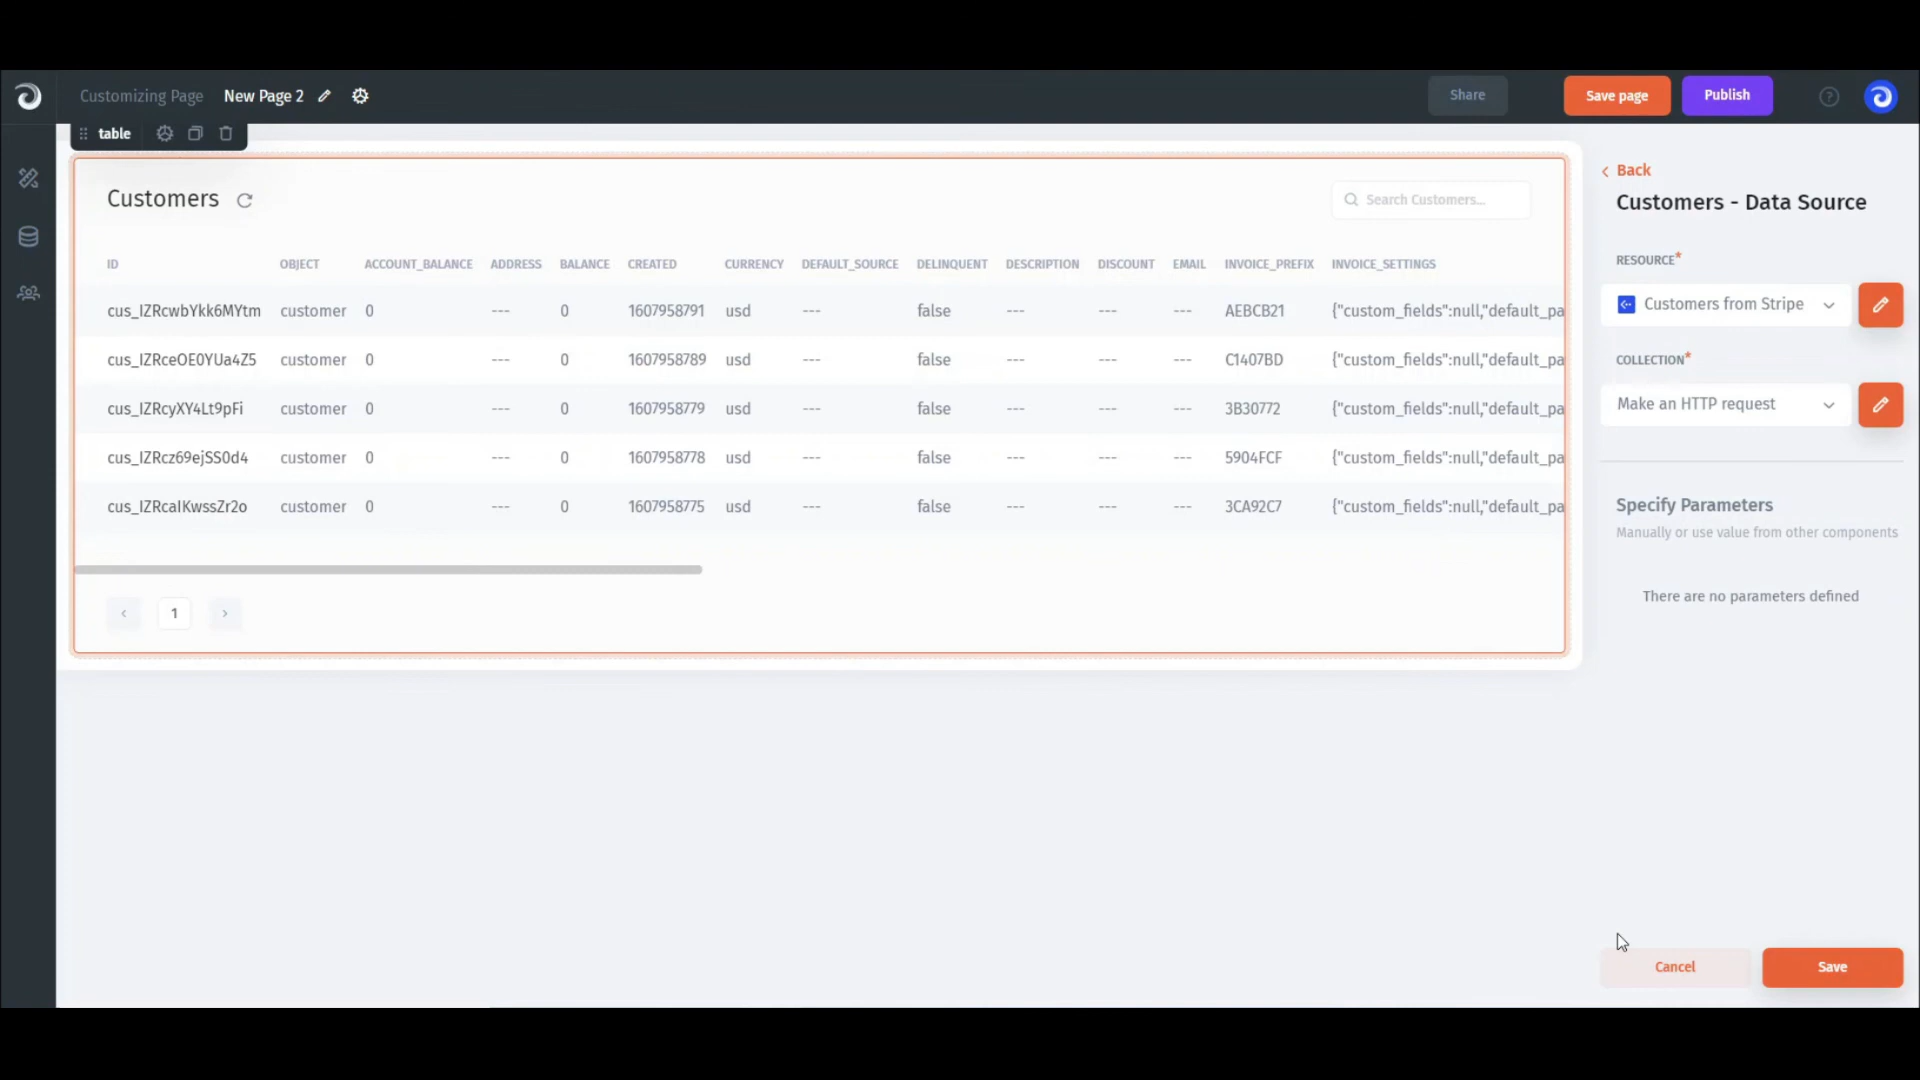 Customizing Page New Page 2 Share Save page Publish ?
table
Customers Search Customers...
ID OBJECT ACCOUNT_BALANCE ADDRESS BALANCE CREATED CURRENCY DEFAULT_SOURCE DELINQUENT DESCRIPTION DISCOUNT EMAIL INVOICE_PREFIX INVOICE_SETTINGS
cus_IZRcwbYkk6MYtm customer 0 --- 0 1607958791 usd --- false --- --- --- AEBCB21 {"custom_fields":null,"default_pa
cus_IZRceOE0YUa4Z5 customer 0 --- 0 1607958789 usd --- false --- --- --- C1407BD {"custom_fields":null,"default_pa
cus_IZRcyXY4Lt9pFi customer 0 --- 0 1607958779 usd --- false --- --- --- 3B30772 {"custom_fields":null,"default_pa
cus_IZRcz69ejSS0d4 customer 0 --- 0 1607958778 usd --- false --- --- --- 5904FCF {"custom_fields":null,"default_pa
cus_IZRcaIKwssZr2o customer 0 --- 0 1607958775 usd --- false --- --- --- 3CA92C7 {"custom_fields":null,"default_pa
1
Back
Customers - Data Source
RESOURCE*
Customers from Stripe
COLLECTION*
Make an HTTP request
Specify Parameters
Manually or use value from other components
There are no parameters defined
Cancel Save